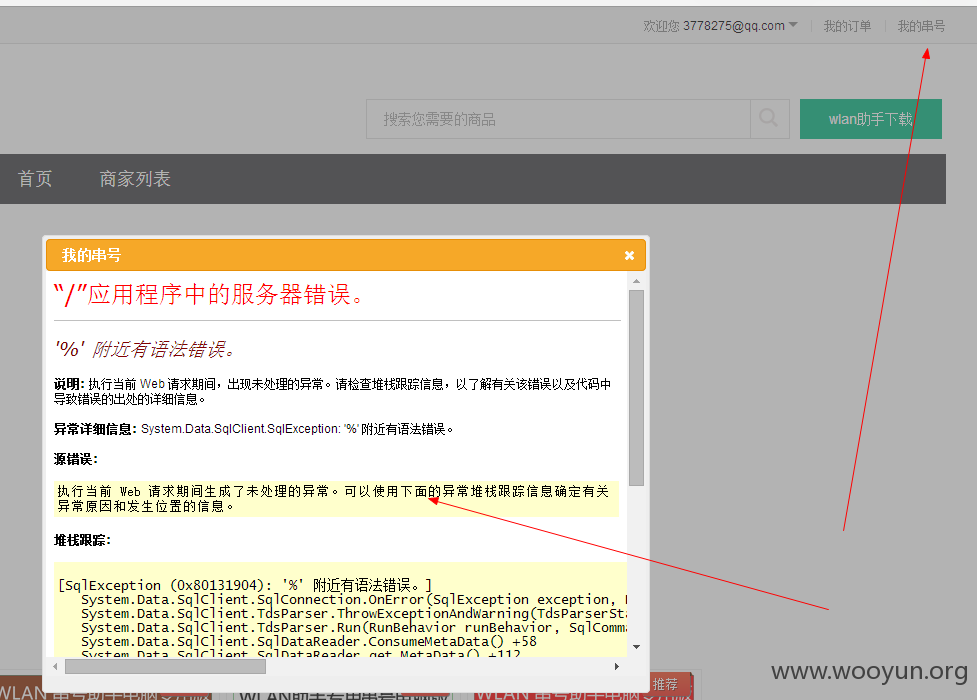 欢迎您 3778275@qq.com 我的订单 我的串号
搜索您需要的商品
wlan助手下载
首页 商家列表
我的串号
“/”应用程序中的服务器错误。
'%' 附近有语法错误。
说明: 执行当前 Web 请求期间，出现未处理的异常。请检查堆栈跟踪信息，以了解有关该错误以及代码中
导致错误的出处的详细信息。
异常详细信息: System.Data.SqlClient.SqlException: '%' 附近有语法错误。
源错误:
执行当前 Web 请求期间生成了未处理的异常。可以使用下面的异常堆栈跟踪信息确定有关
异常原因和发生位置的信息。
堆栈跟踪:
[SqlException (0x80131904): '%' 附近有语法错误。]
System.Data.SqlClient.SqlConnection.OnError(SqlException exception,
System.Data.SqlClient.TdsParser.ThrowExceptionAndWarning(TdsParserSta
System.Data.SqlClient.TdsParser.Run(RunBehavior runBehavior, SqlComma
System.Data.SqlClient.SqlDataReader.ConsumeMetaData() +58
System.Data.SqlClient.SqlDataReader.get_MetaData() +112
推荐
www.wooyun.org